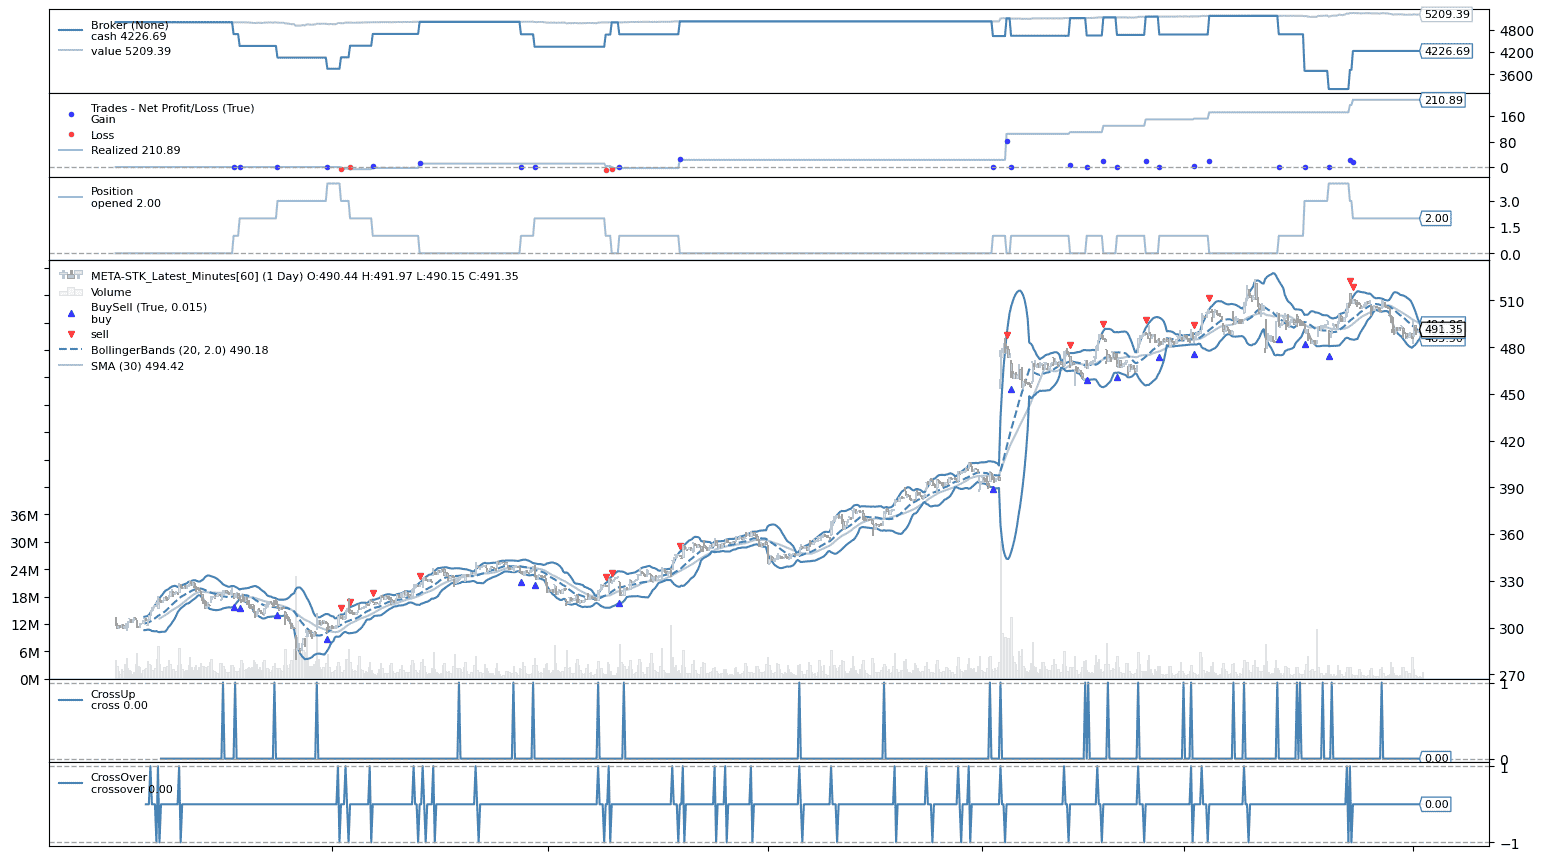 Broker (None)
cash 4226.69
value 5209.39
5209.39
4800
4226.69
4200
3600
Trades - Net Profit/Loss (True)
Gain
Loss
Realized 210.89
210.89
160
80
0
Position
opened 2.00
3.0
2.00
1.5
0.0
META-STK_Latest_Minutes[60] (1 Day) O:490.44 H:491.97 L:490.15 C:491.35
Volume
BuySell (True, 0.015)
buy
sell
BollingerBands (20, 2.0) 490.18
SMA (30) 494.42
510
491.35
480
450
420
390
360
330
300
270
36M
30M
24M
18M
12M
6M
0M
CrossUp
cross 0.00
1
0.00
0
CrossOver
crossover 0.00
1
0.00
−1